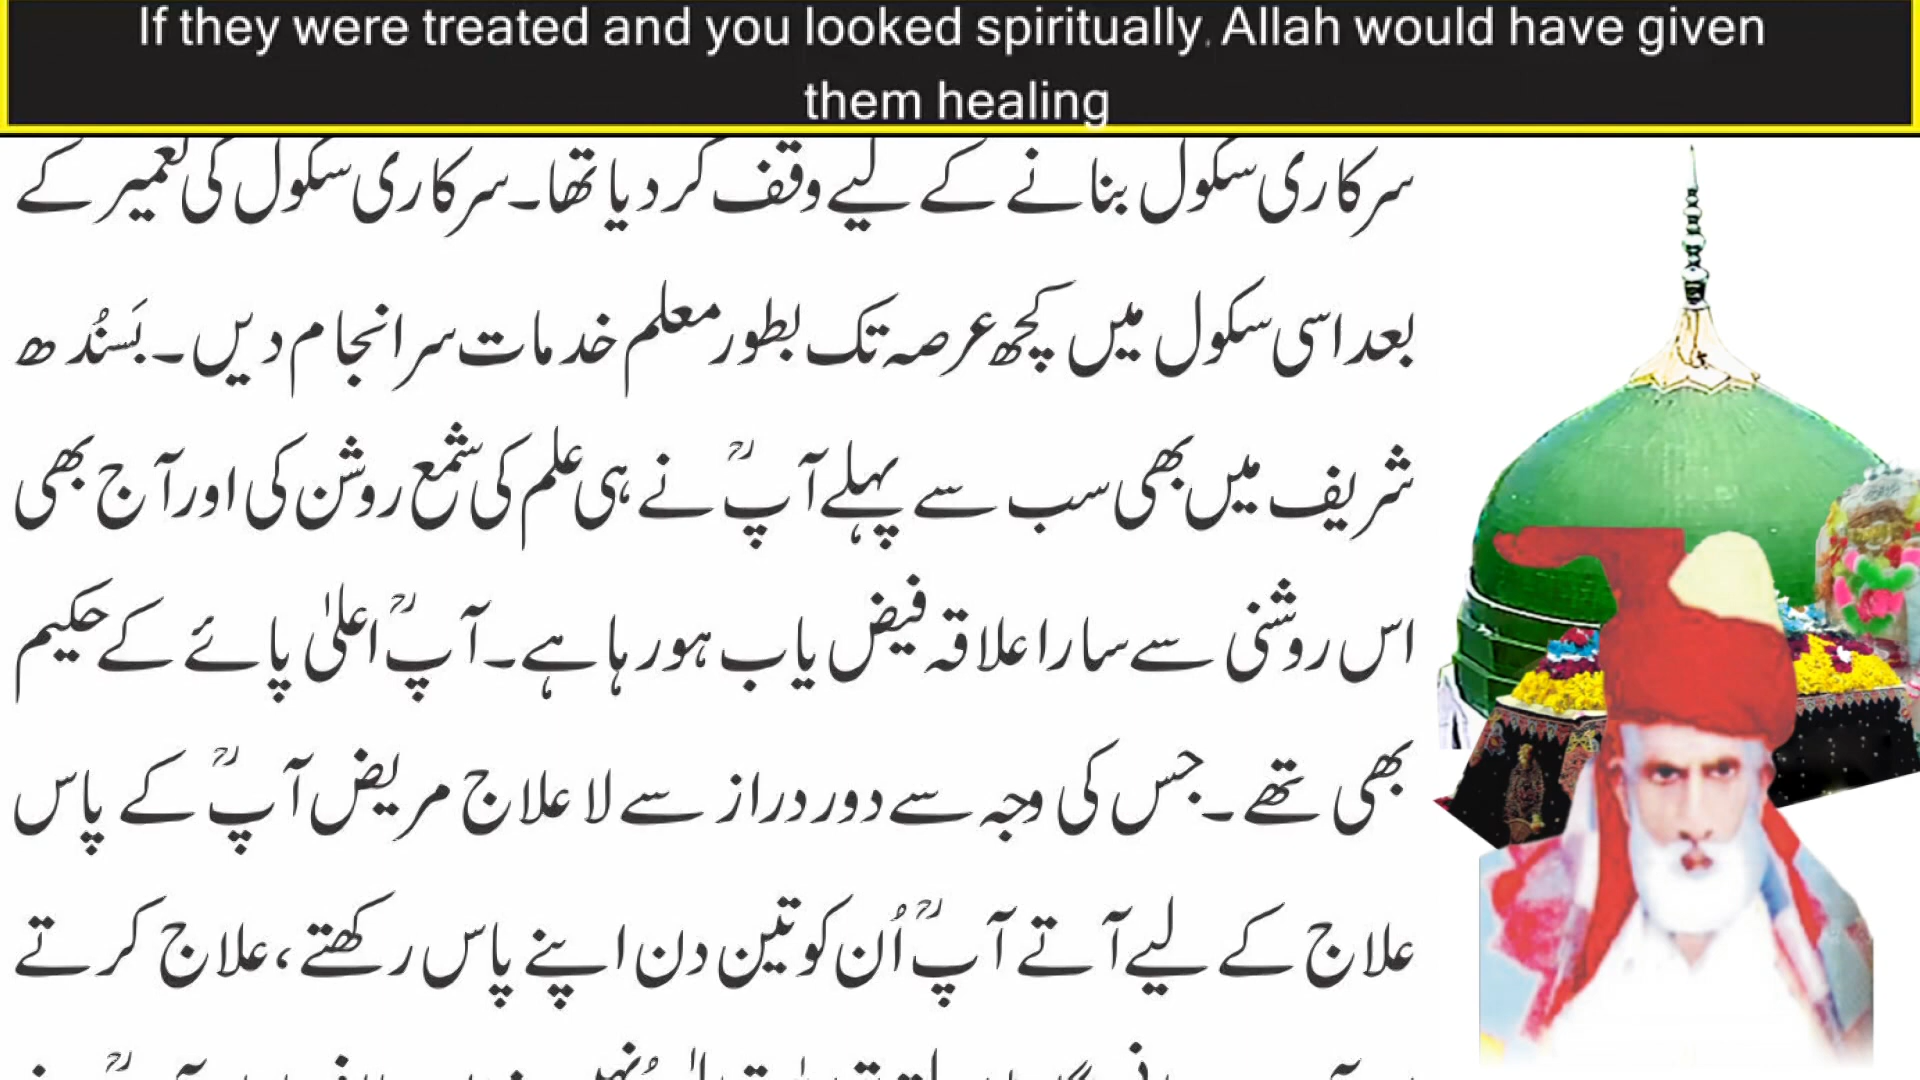 If they were treated and you looked spiritually, Allah would have given
them healing
سرکاری سکول بنانے کے لیے وقف کر دیا تھا۔ سرکاری سکول کی تعمیر کے
بعد اسی سکول میں کچھ عرصہ تک بطور معلم خدمات سرانجام دیں۔ بَسنُدھ
شریف میں بھی سب سے پہلے آپؒ نے ہی علم کی شمع روشن کی اور آج بھی
اس روشنی سے سارا علاقہ فیض یاب ہو رہا ہے۔ آپؒ اعلیٰ پائے کے حکیم
بھی تھے۔ جس کی وجہ سے دور دراز سے لا علاج مریض آپؒ کے پاس
علاج کے لیے آتے آپؒ اُن کو تین دن اپنے پاس رکھتے، علاج کرتے